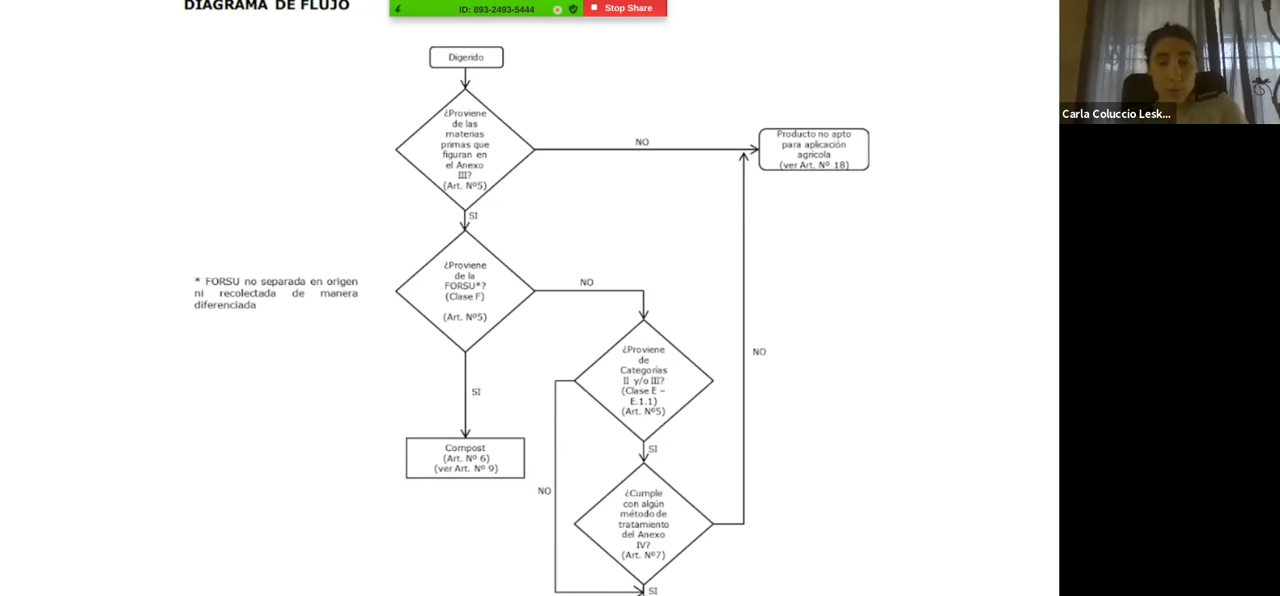 DIAGRAMA DE FLUJO
ID: 893-2493-5444
Stop Share
Carla Coluccio Lesk...
Digerido
¿Proviene
de las
materias
primas que
figuran en
el Anexo
III?
(Art. Nº5)
NO
Producto no apto
para aplicación
agrícola
(ver Art. Nº 18)
SI
¿Proviene
de la
FORSU*?
(Clase F)
(Art. Nº5)
NO
* FORSU no separada en origen
ni recolectada de manera
diferenciada
¿Proviene
de
Categorías
II y/o III?
(Clase E –
E.1.1)
(Art. Nº5)
NO
SI
Compost
(Art. Nº 6)
(ver Art. Nº 9)
SI
NO
¿Cumple
con algún
método de
tratamiento
del Anexo
IV?
(Art. Nº7)
SI